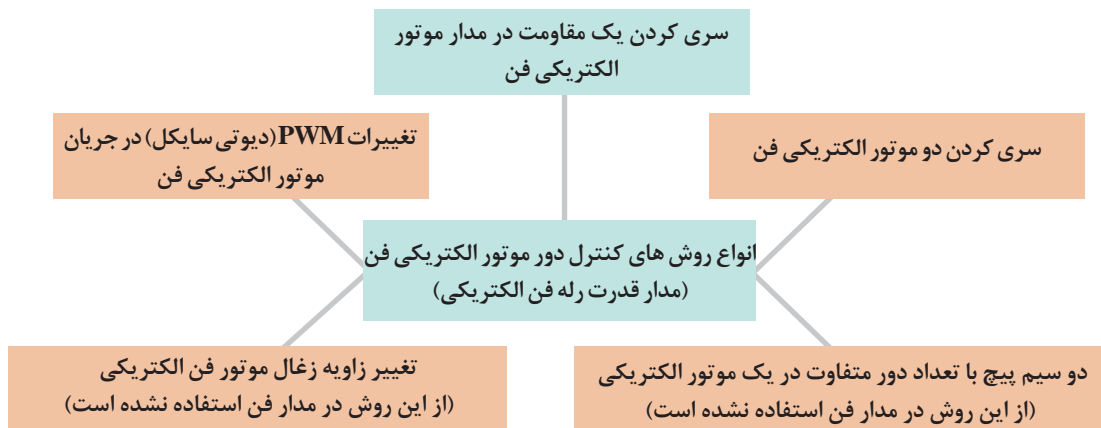 سری کردن یک مقاومت در مدار موتور
الکتریکی فن
سری کردن دو موتور الکتریکی فن
تغییرات PWM (دیوتی سایکل) در جریان
موتور الکتریکی فن
انواع روش های کنترل دور موتور الکتریکی فن
(مدار قدرت رله فن الکتریکی)
دو سیم پیچ با تعداد دور متفاوت در یک موتور الکتریکی
(از این روش در مدار فن استفاده نشده است)
تغییر زاویه زغال موتور فن الکتریکی
(از این روش در مدار فن استفاده نشده است)